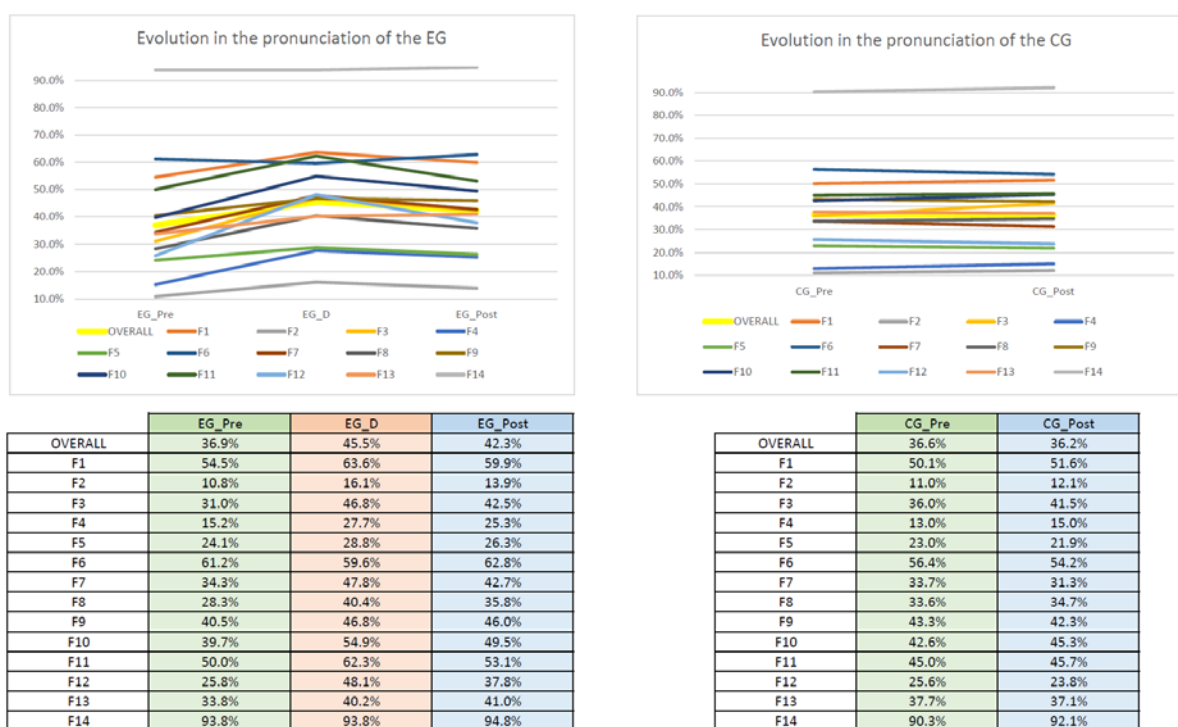 Evolution in the pronunciation of the EG
90.0%
80.0%
70.0%
60.0%
50.0%
40.0%
30.0%
20.0%
10.0%
EG_Pre EG_D EG_Post
OVERALL F1 F2 F3 F4
F5 F6 F7 F8 F9
F10 F11 F12 F13 F14
Evolution in the pronunciation of the CG
90.0%
80.0%
70.0%
60.0%
50.0%
40.0%
30.0%
20.0%
10.0%
CG_Pre CG_Post
OVERALL F1 F2 F3 F4
F5 F6 F7 F8 F9
F10 F11 F12 F13 F14
EG_Pre EG_D EG_Post
OVERALL 36.9% 45.5% 42.3%
F1 54.5% 63.6% 59.9%
F2 10.8% 16.1% 13.9%
F3 31.0% 46.8% 42.5%
F4 15.2% 27.7% 25.3%
F5 24.1% 28.8% 26.3%
F6 61.2% 59.6% 62.8%
F7 34.3% 47.8% 42.7%
F8 28.3% 40.4% 35.8%
F9 40.5% 46.8% 46.0%
F10 39.7% 54.9% 49.5%
F11 50.0% 62.3% 53.1%
F12 25.8% 48.1% 37.8%
F13 33.8% 40.2% 41.0%
F14 93.8% 93.8% 94.8%
CG_Pre CG_Post
OVERALL 36.6% 36.2%
F1 50.1% 51.6%
F2 11.0% 12.1%
F3 36.0% 41.5%
F4 13.0% 15.0%
F5 23.0% 21.9%
F6 56.4% 54.2%
F7 33.7% 31.3%
F8 33.6% 34.7%
F9 43.3% 42.3%
F10 42.6% 45.3%
F11 45.0% 45.7%
F12 25.6% 23.8%
F13 37.7% 37.1%
F14 90.3% 92.1%